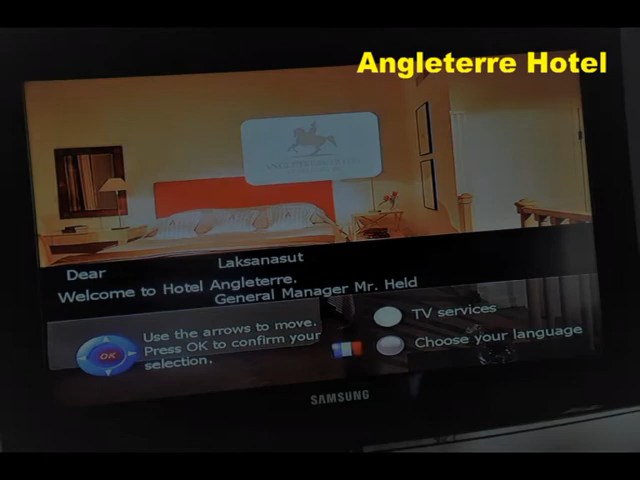 Angleterre Hotel
Dear Laksanasut
Welcome to Hotel Angleterre.
General Manager Mr. Held
Use the arrows to move.
Press OK to confirm your
selection.
OK
TV services
Choose your language
SAMSUNG